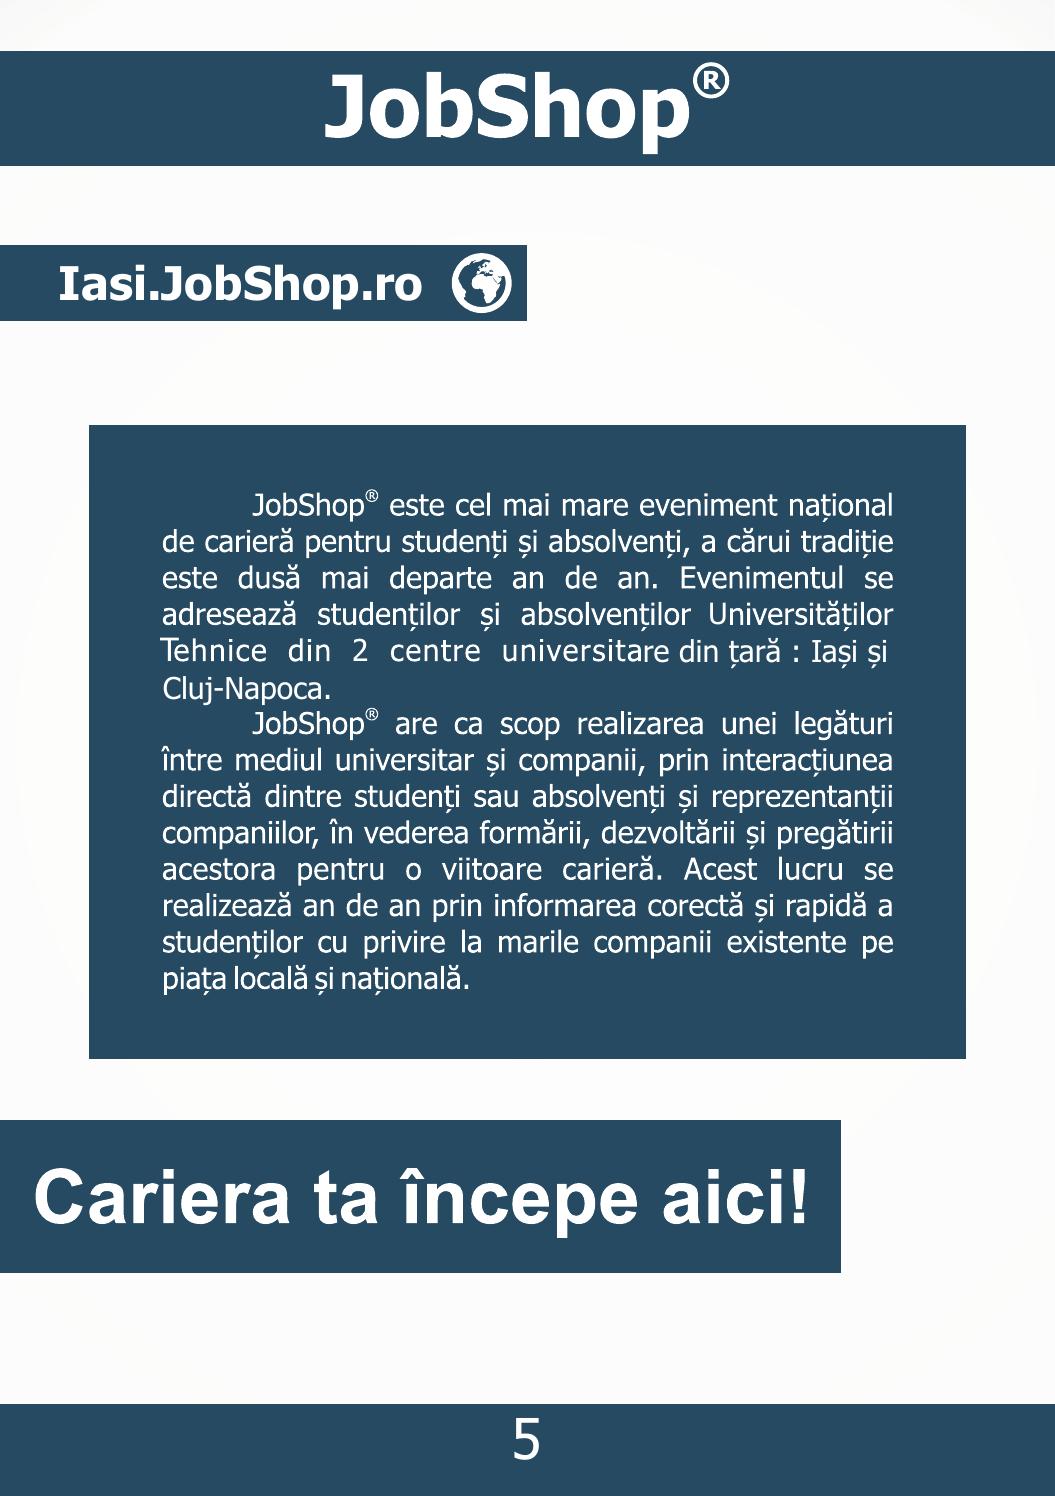 JobShop®
Iasi.JobShop.ro
JobShop® este cel mai mare eveniment național
de carieră pentru studenți și absolvenți, a cărui tradiție
este dusă mai departe an de an. Evenimentul se
adresează studenților și absolvenților Universităților
Tehnice din 2 centre universitare din țară : Iași și
Cluj-Napoca.
JobShop® are ca scop realizarea unei legături
între mediul universitar și companii, prin interacțiunea
directă dintre studenți sau absolvenți și reprezentanții
companiilor, în vederea formării, dezvoltării și pregătirii
acestora pentru o viitoare carieră. Acest lucru se
realizează an de an prin informarea corectă și rapidă a
studenților cu privire la marile companii existente pe
piața locală și națională.
Cariera ta începe aici!
5